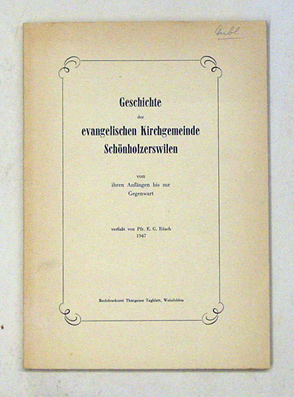 Geschichte
der
evangelischen Kirchgemeinde
Schönholzerswilen
von
ihren Anfängen bis zur
Gegenwart
verfaßt von Pfr. E. G. Rüsch
1947
Buchdruckerei Thurgauer Tagblatt, Weinfelden